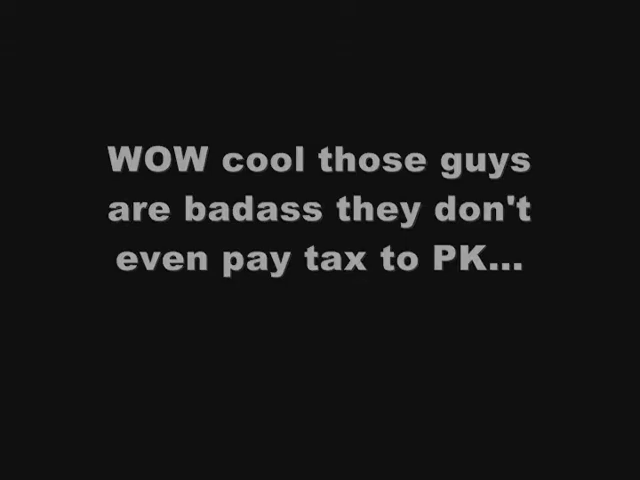 WOW cool those guys
are badass they don't
even pay tax to PK...